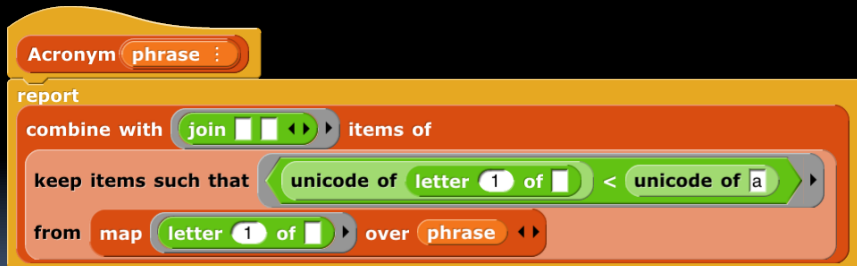 Acronym phrase ⋮
report
combine with join items of
keep items such that unicode of letter 1 of < unicode of a
from map letter 1 of over phrase